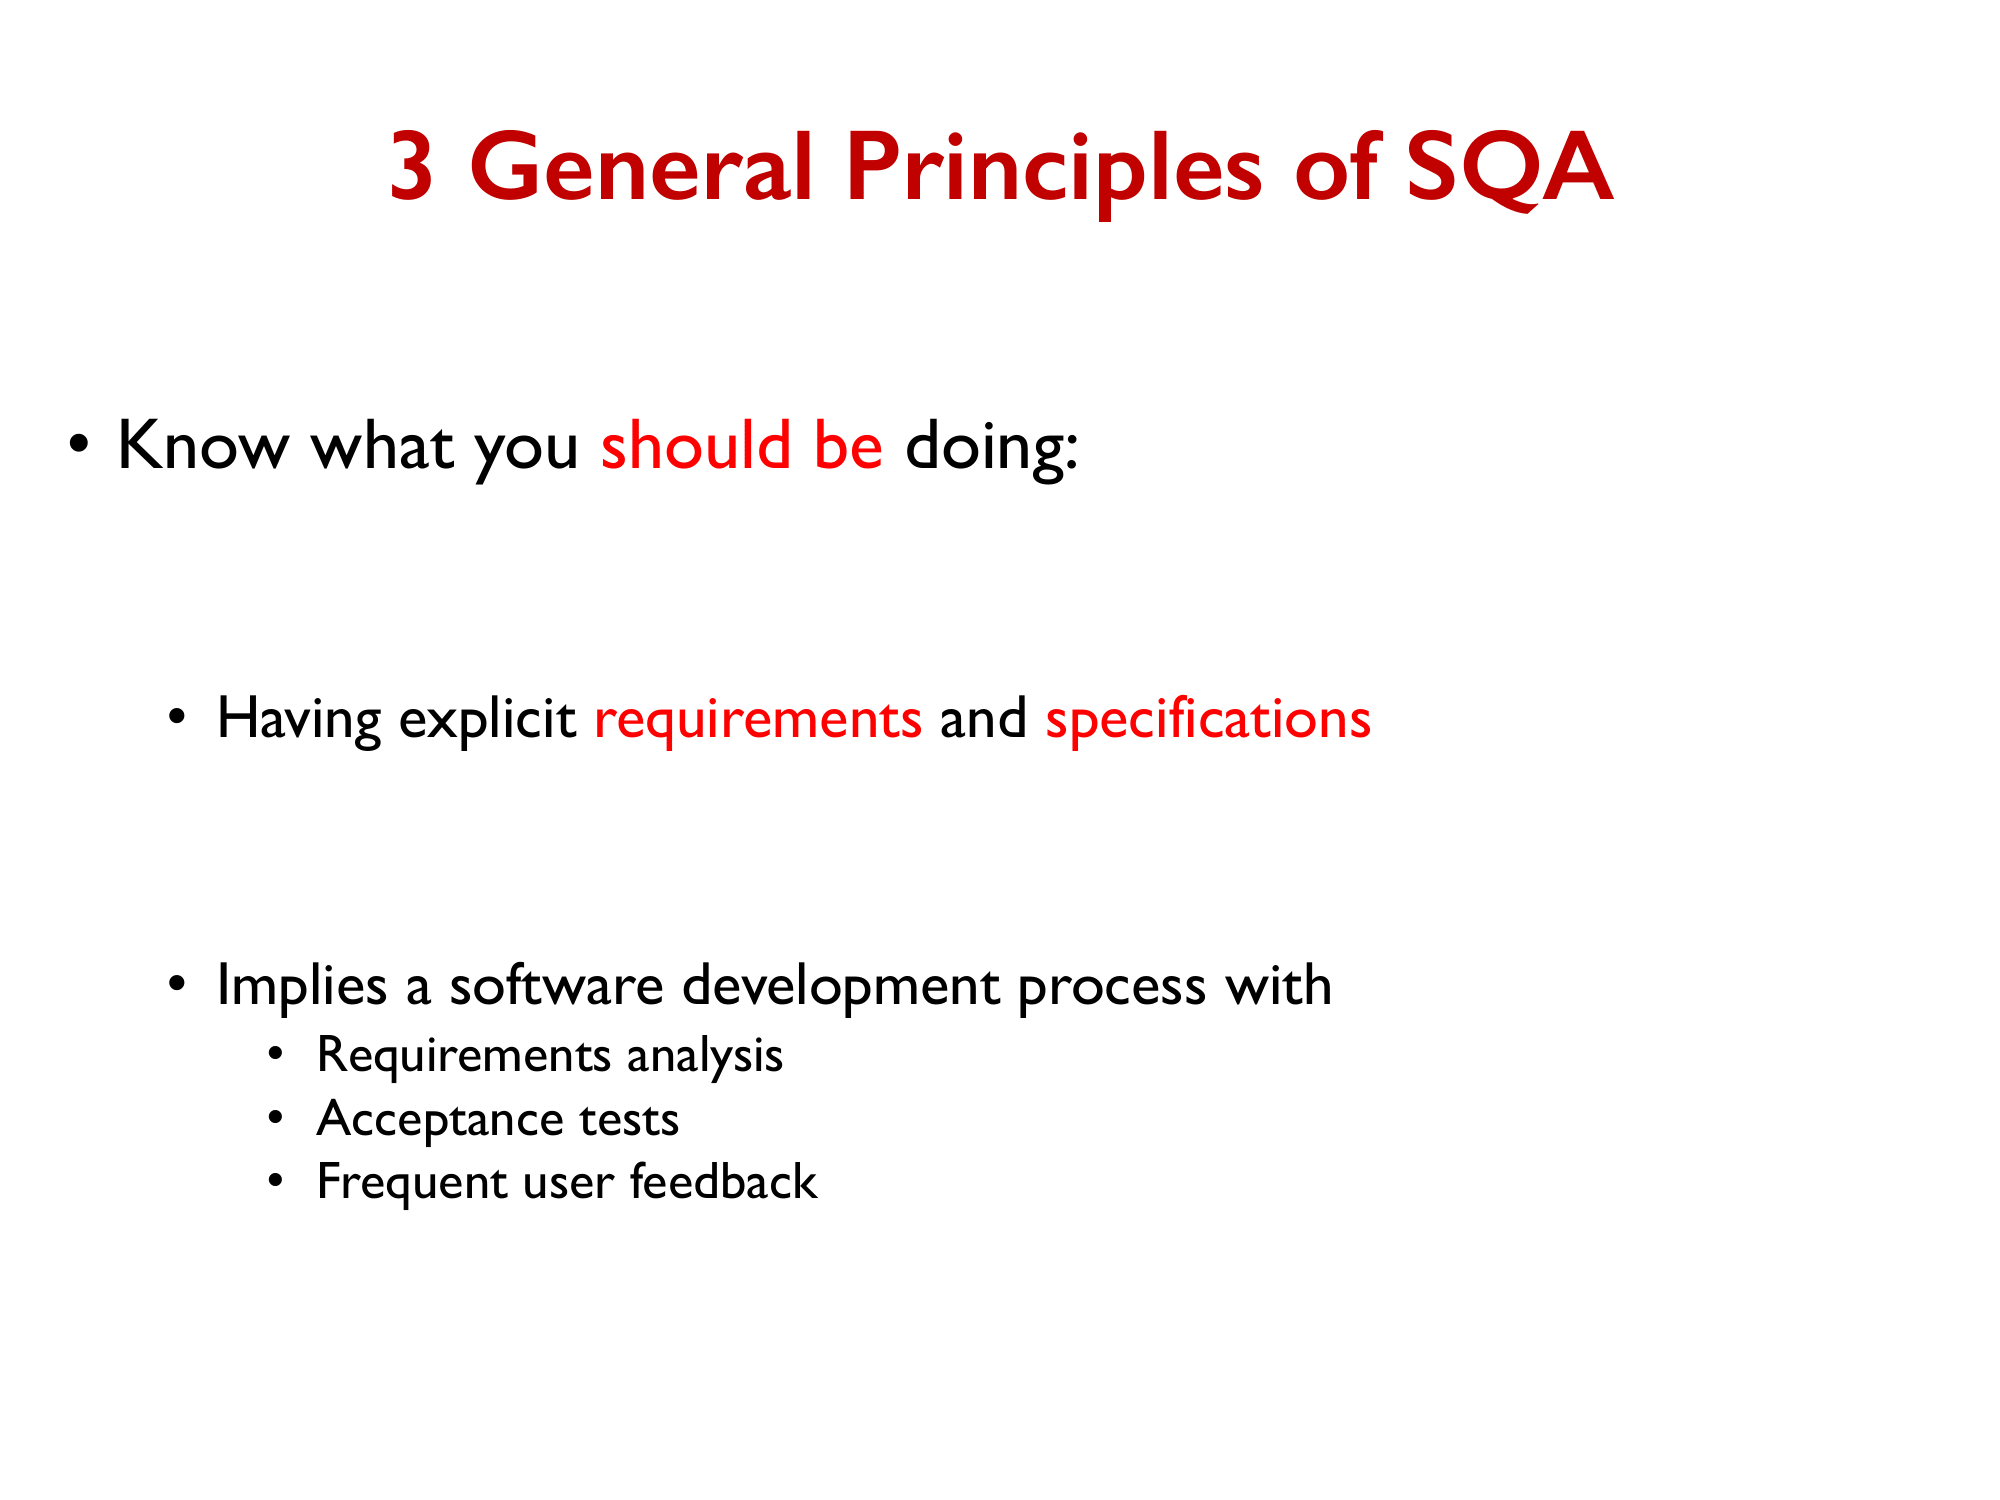 3 General Principles of SQA
• Know what you should be doing:
• Having explicit requirements and specifications
• Implies a software development process with
• Requirements analysis
• Acceptance tests
• Frequent user feedback